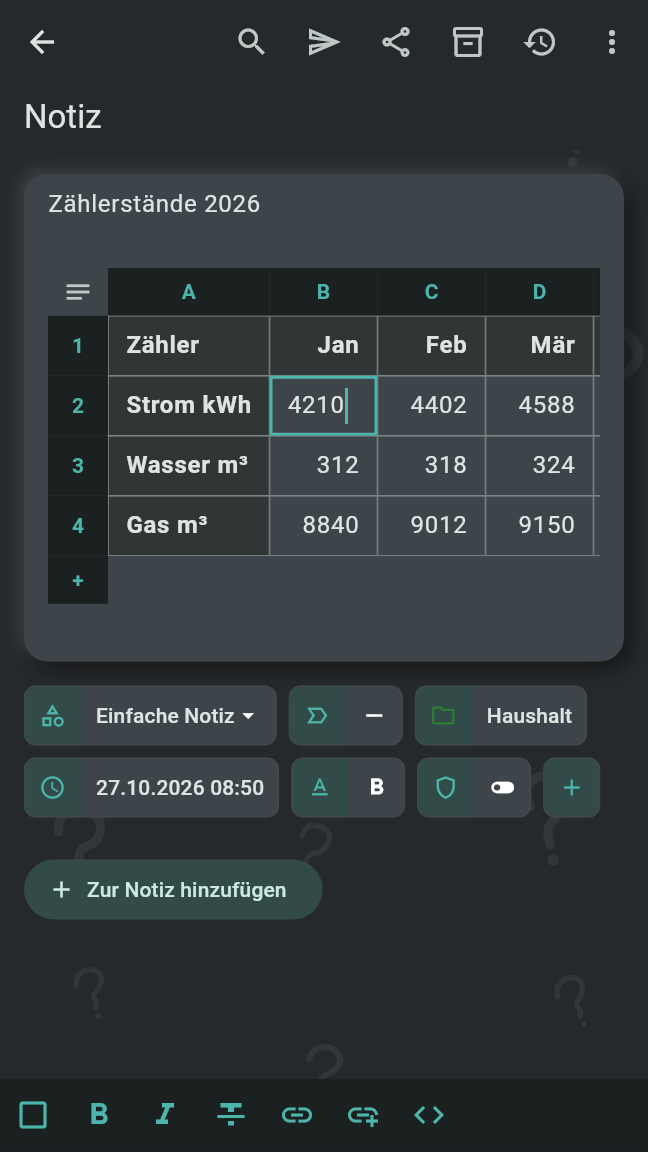 Notiz
Zählerstände 2026
A B C D
1 Zähler Jan Feb Mär
2 Strom kWh 4210 4402 4588
3 Wasser m³ 312 318 324
4 Gas m³ 8840 9012 9150
+
Einfache Notiz — Haushalt
27.10.2026 08:50 A B +
+ Zur Notiz hinzufügen
B I T <>